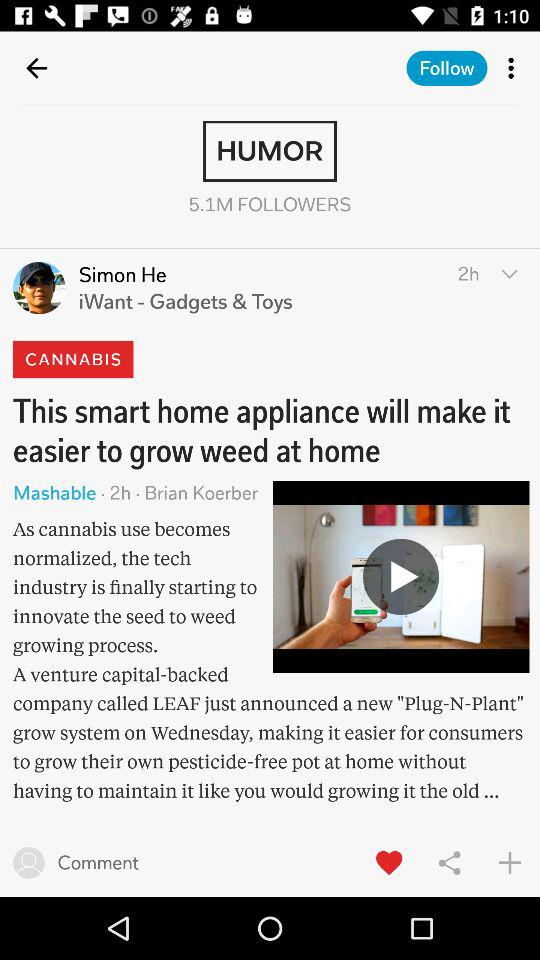 1:10
Follow
HUMOR
5.1M FOLLOWERS
Simon He
2h
iWant - Gadgets & Toys
CANNABIS
This smart home appliance will make it
easier to grow weed at home
Mashable · 2h · Brian Koerber
As cannabis use becomes
normalized, the tech
industry is finally starting to
innovate the seed to weed
growing process.
A venture capital-backed
company called LEAF just announced a new "Plug-N-Plant"
grow system on Wednesday, making it easier for consumers
to grow their own pesticide-free pot at home without
having to maintain it like you would growing it the old ...
Comment